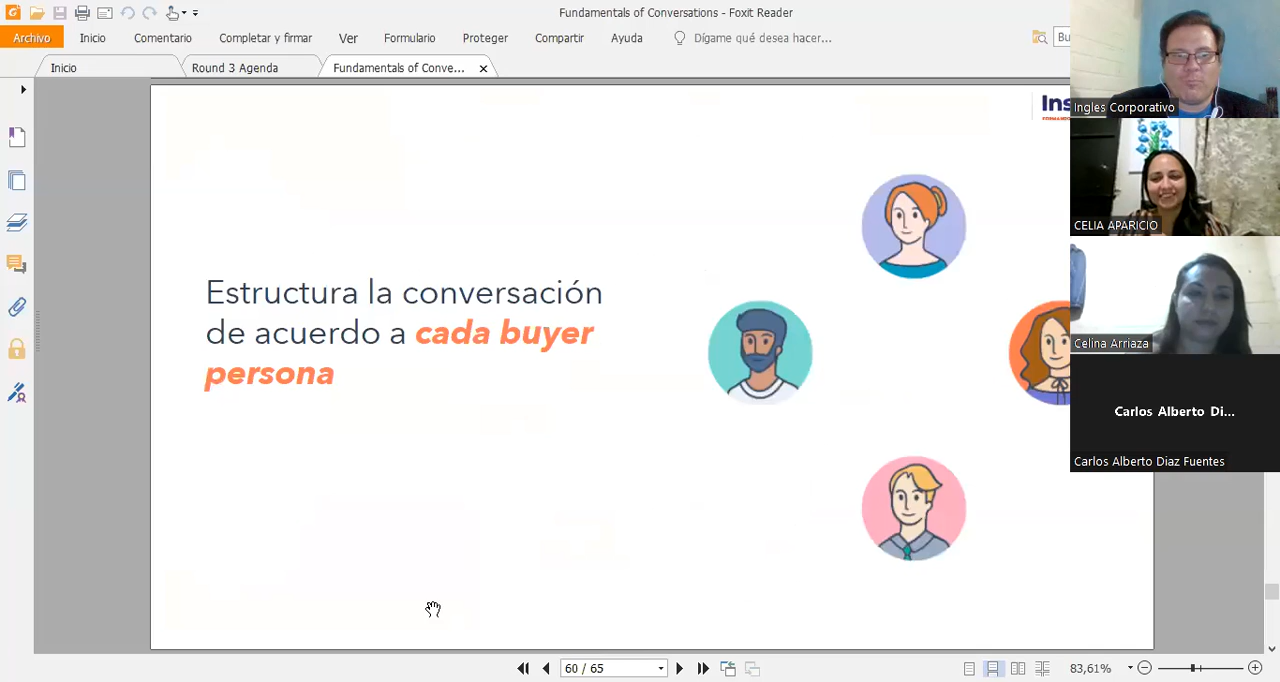 Fundamentals of Conversations - Foxit Reader
Archivo Inicio Comentario Completar y firmar Ver Formulario Proteger Compartir Ayuda Dígame qué desea hacer... Bu
Inicio Round 3 Agenda Fundamentals of Conve...
Ins
Estructura la conversación
de acuerdo a cada buyer
persona
Ingles Corporativo
CELIA APARICIO
Celina Arriaza
Carlos Alberto Di...
Carlos Alberto Diaz Fuentes
60 / 65
83,61%